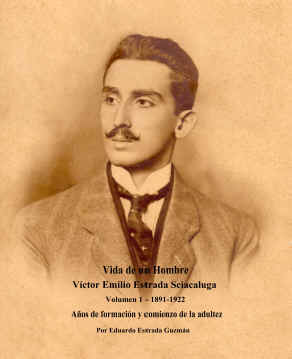 Vida de un Hombre
Víctor Emilio Estrada Sciacaluga
Volumen 1 - 1891-1922
Años de formación y comienzo de la adultez
Por Eduardo Estrada Guzmán